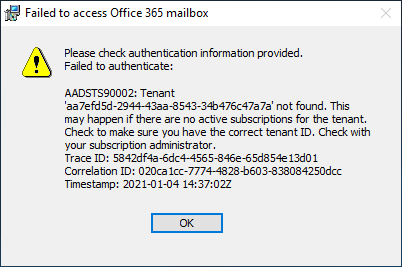 Failed to access Office 365 mailbox
Please check authentication information provided.
Failed to authenticate:
AADSTS90002: Tenant
'aa7efd5d-2944-43aa-8543-34b476c47a7a' not found. This
may happen if there are no active subscriptions for the tenant.
Check to make sure you have the correct tenant ID. Check with
your subscription administrator.
Trace ID: 5842df4a-6dc4-4565-846e-65d854e13d01
Correlation ID: 020ca1cc-7774-4828-b603-838084250dcc
Timestamp: 2021-01-04 14:37:02Z
OK